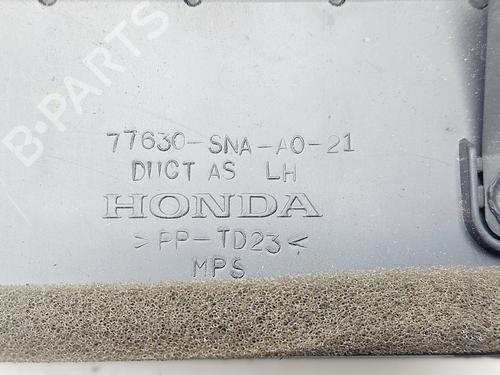 77630-SNA-A0-21
DUCT AS LH
HONDA
>PP-TD23<
MPS
B-PARTS